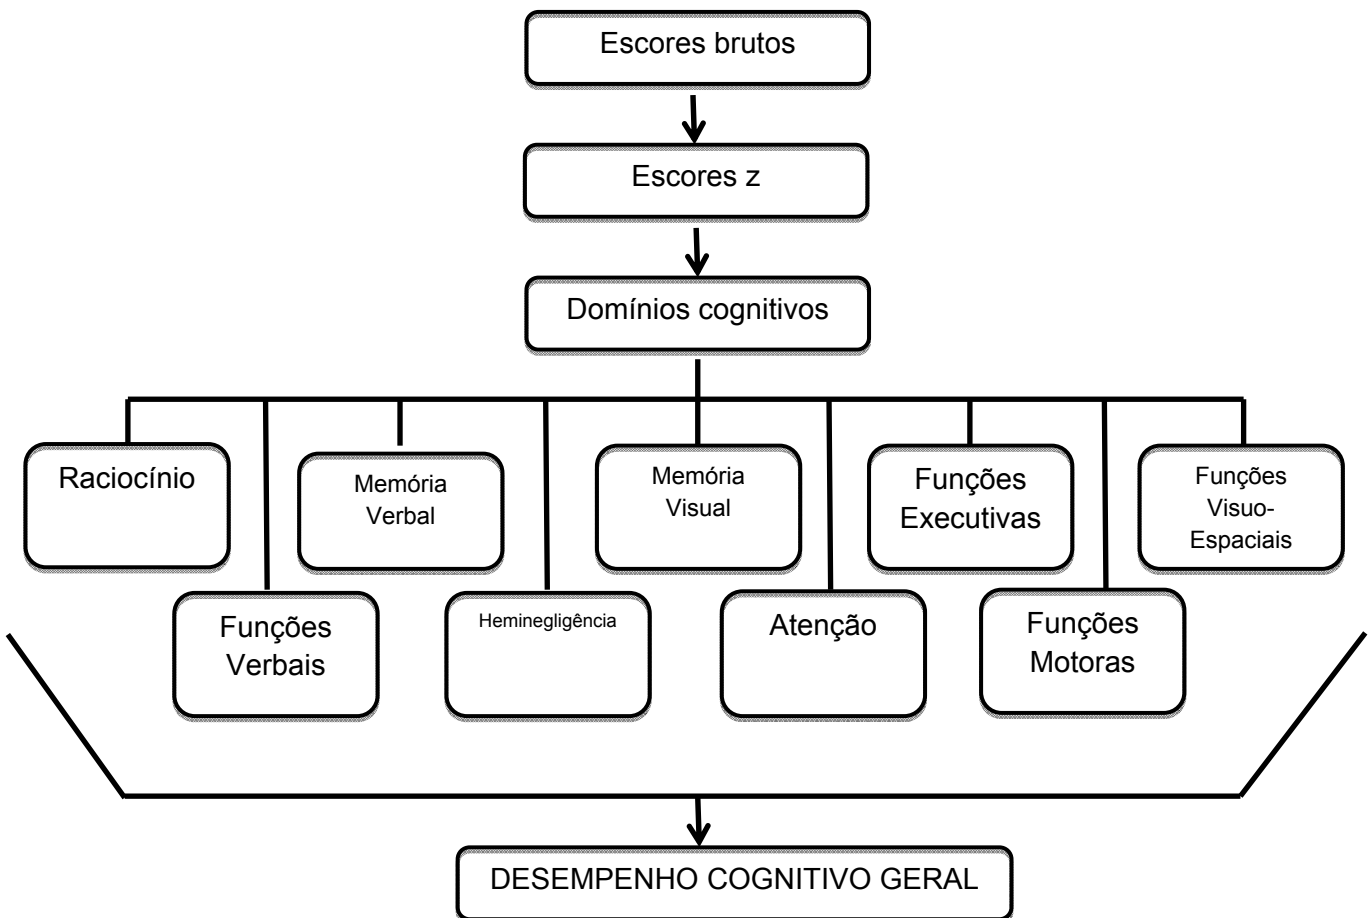 Escores brutos
Escores z
Domínios cognitivos
Raciocínio
Memória
Verbal
Memória
Visual
Funções
Executivas
Funções
Visuo-
Espaciais
Funções
Verbais
Heminegligência
Atenção
Funções
Motoras
DESEMPENHO COGNITIVO GERAL